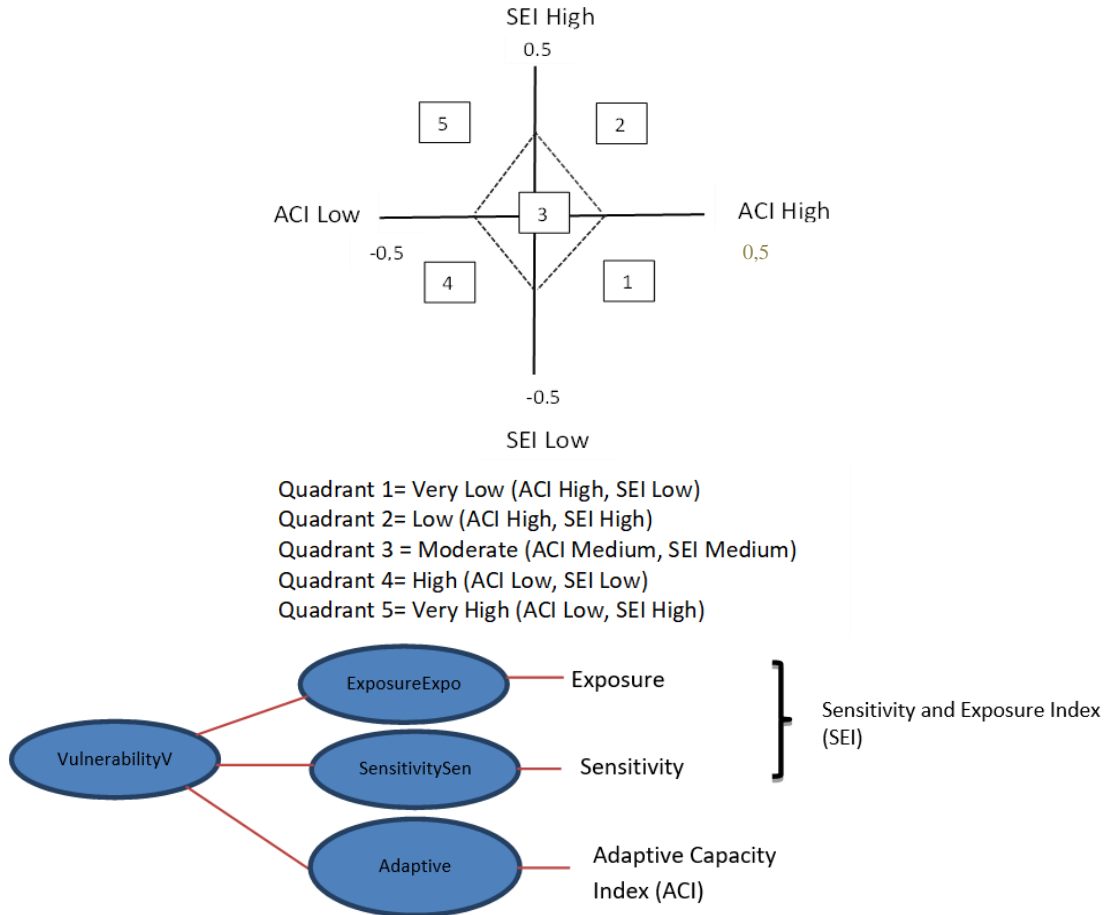 SEI High
0.5
5
2
ACI Low
3
ACI High
-0.5
0,5
4
1
-0.5
SEI Low
Quadrant 1= Very Low (ACI High, SEI Low)
Quadrant 2= Low (ACI High, SEI High)
Quadrant 3 = Moderate (ACI Medium, SEI Medium)
Quadrant 4= High (ACI Low, SEI Low)
Quadrant 5= Very High (ACI Low, SEI High)
ExposureExpo
Exposure
Sensitivity and Exposure Index
(SEI)
VulnerabilityV
SensitivitySen
Sensitivity
Adaptive
Adaptive Capacity
Index (ACI)